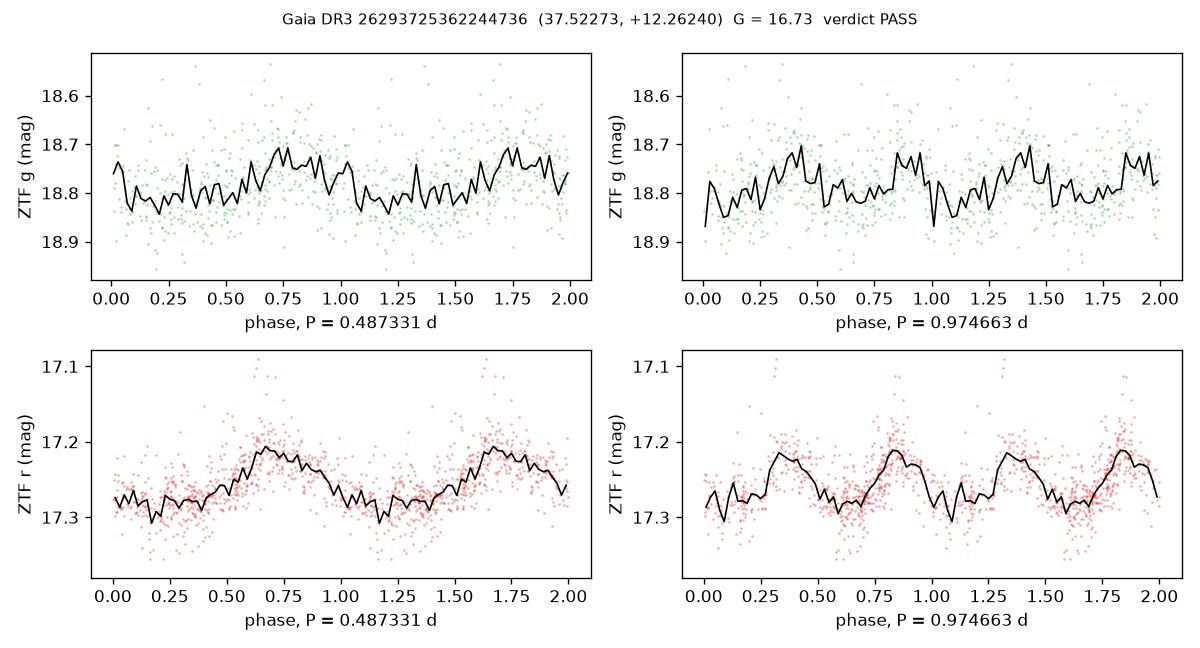 Gaia DR3 26293725362244736 (37.52273, +12.26240) G = 16.73 verdict PASS
ZTF g (mag)
18.6
18.7
18.8
18.9
0.00 0.25 0.50 0.75 1.00 1.25 1.50 1.75 2.00
phase, P = 0.487331 d
ZTF g (mag)
18.6
18.7
18.8
18.9
0.00 0.25 0.50 0.75 1.00 1.25 1.50 1.75 2.00
phase, P = 0.974663 d
ZTF r (mag)
17.1
17.2
17.3
0.00 0.25 0.50 0.75 1.00 1.25 1.50 1.75 2.00
phase, P = 0.487331 d
ZTF r (mag)
17.1
17.2
17.3
0.00 0.25 0.50 0.75 1.00 1.25 1.50 1.75 2.00
phase, P = 0.974663 d